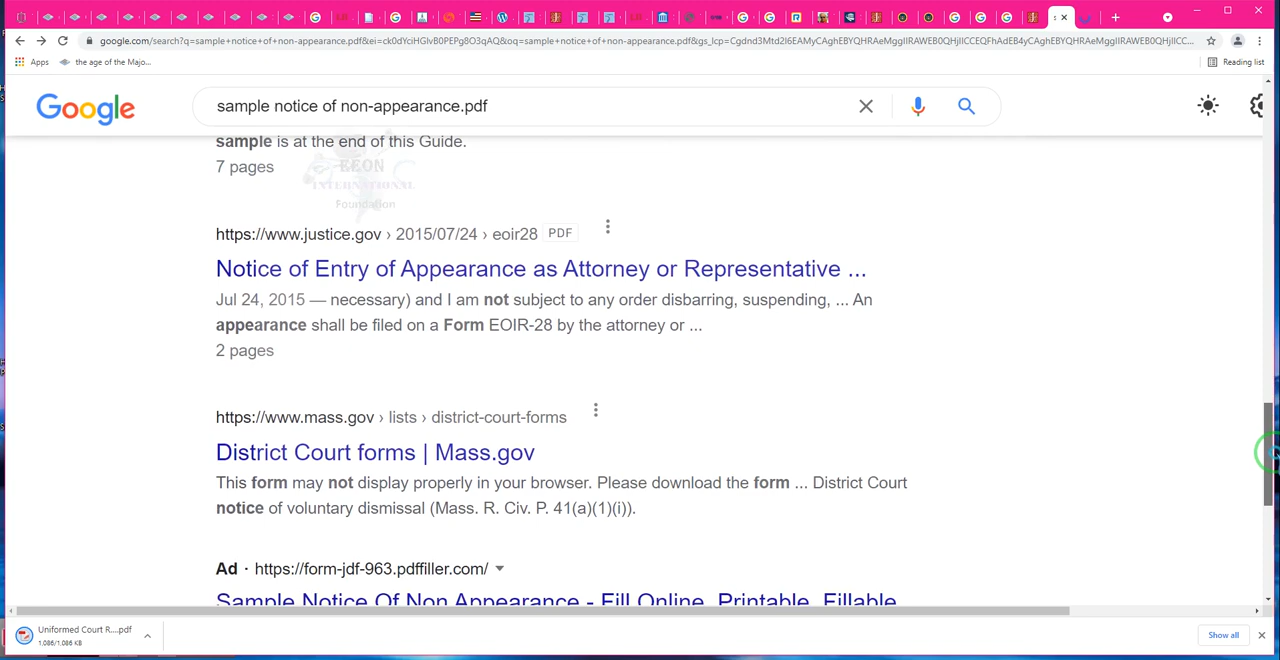 google.com/search?q=sample+notice+of+non-appearance.pdf&ei=ck0dYciHGlvB0PEPg8O3qAQ&oq=sample+notice+of+non-appearance.pdf&gs_lcp=
Apps
the age of the Majo...
Reading list
Google
sample notice of non-appearance.pdf
sample is at the end of this Guide.
7 pages
EEON
INTERNATIONAL
Foundation
https://www.justice.gov › 2015/07/24 › eoir28 PDF
Notice of Entry of Appearance as Attorney or Representative ...
Jul 24, 2015 — necessary) and I am not subject to any order disbarring, suspending, ... An
appearance shall be filed on a Form EOIR-28 by the attorney or ...
2 pages
https://www.mass.gov › lists › district-court-forms
District Court forms | Mass.gov
This form may not display properly in your browser. Please download the form ... District Court
notice of voluntary dismissal (Mass. R. Civ. P. 41(a)(1)(i)).
Ad · https://form-jdf-963.pdffiller.com/
Sample Notice Of Non Appearance - Fill Online, Printable, Fillable
Uniformed Court R....pdf
1,086/1,086 KB
Show all